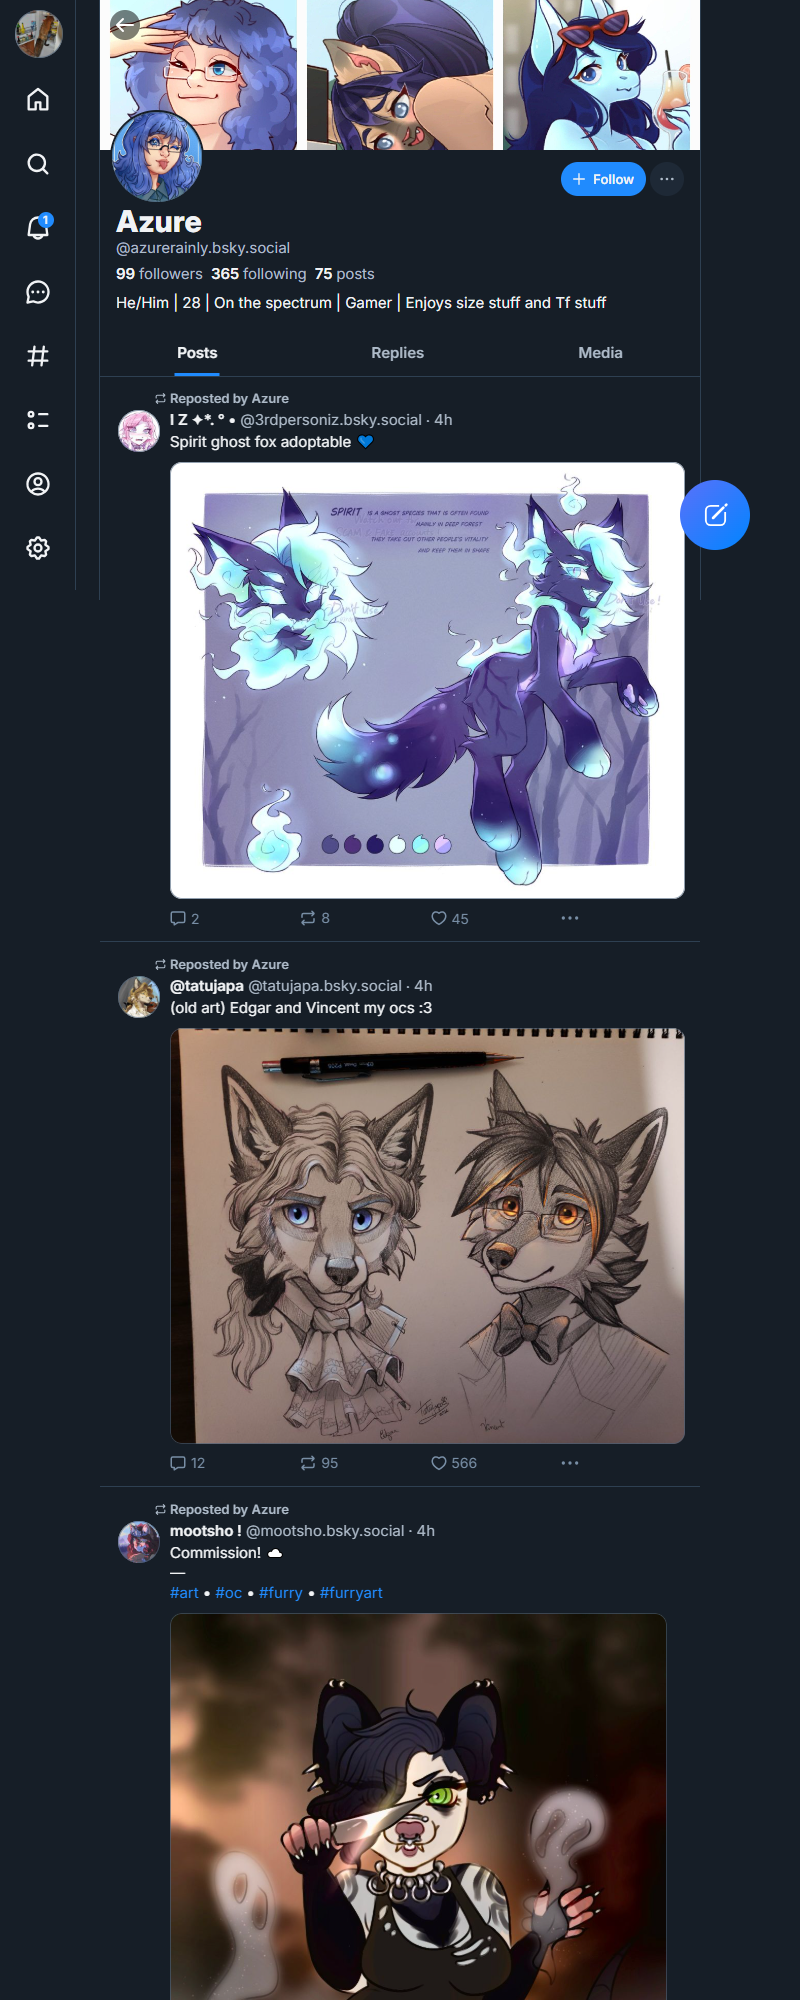 Follow
Azure
@azurerainly.bsky.social
99 followers 365 following 75 posts
He/Him | 28 | On the spectrum | Gamer | Enjoys size stuff and Tf stuff
Posts Replies Media
1
Reposted by Azure
I Z ✦*. ° • @3rdpersoniz.bsky.social · 4h
Spirit ghost fox adoptable 💙
SPIRIT IS A GHOST SPECIES THAT IS OFTEN FOUND
MAINLY IN DEEP FOREST
THEY TAKE OUT OTHER PEOPLE'S VITALITY
AND KEEP THEM IN SHAPE
Don't Use
2 8 45
Reposted by Azure
@tatujapa @tatujapa.bsky.social · 4h
(old art) Edgar and Vincent my ocs :3
Vincent
12 95 566
Reposted by Azure
mootsho ! @mootsho.bsky.social · 4h
Commission! ☁️
—
#art • #oc • #furry • #furryart